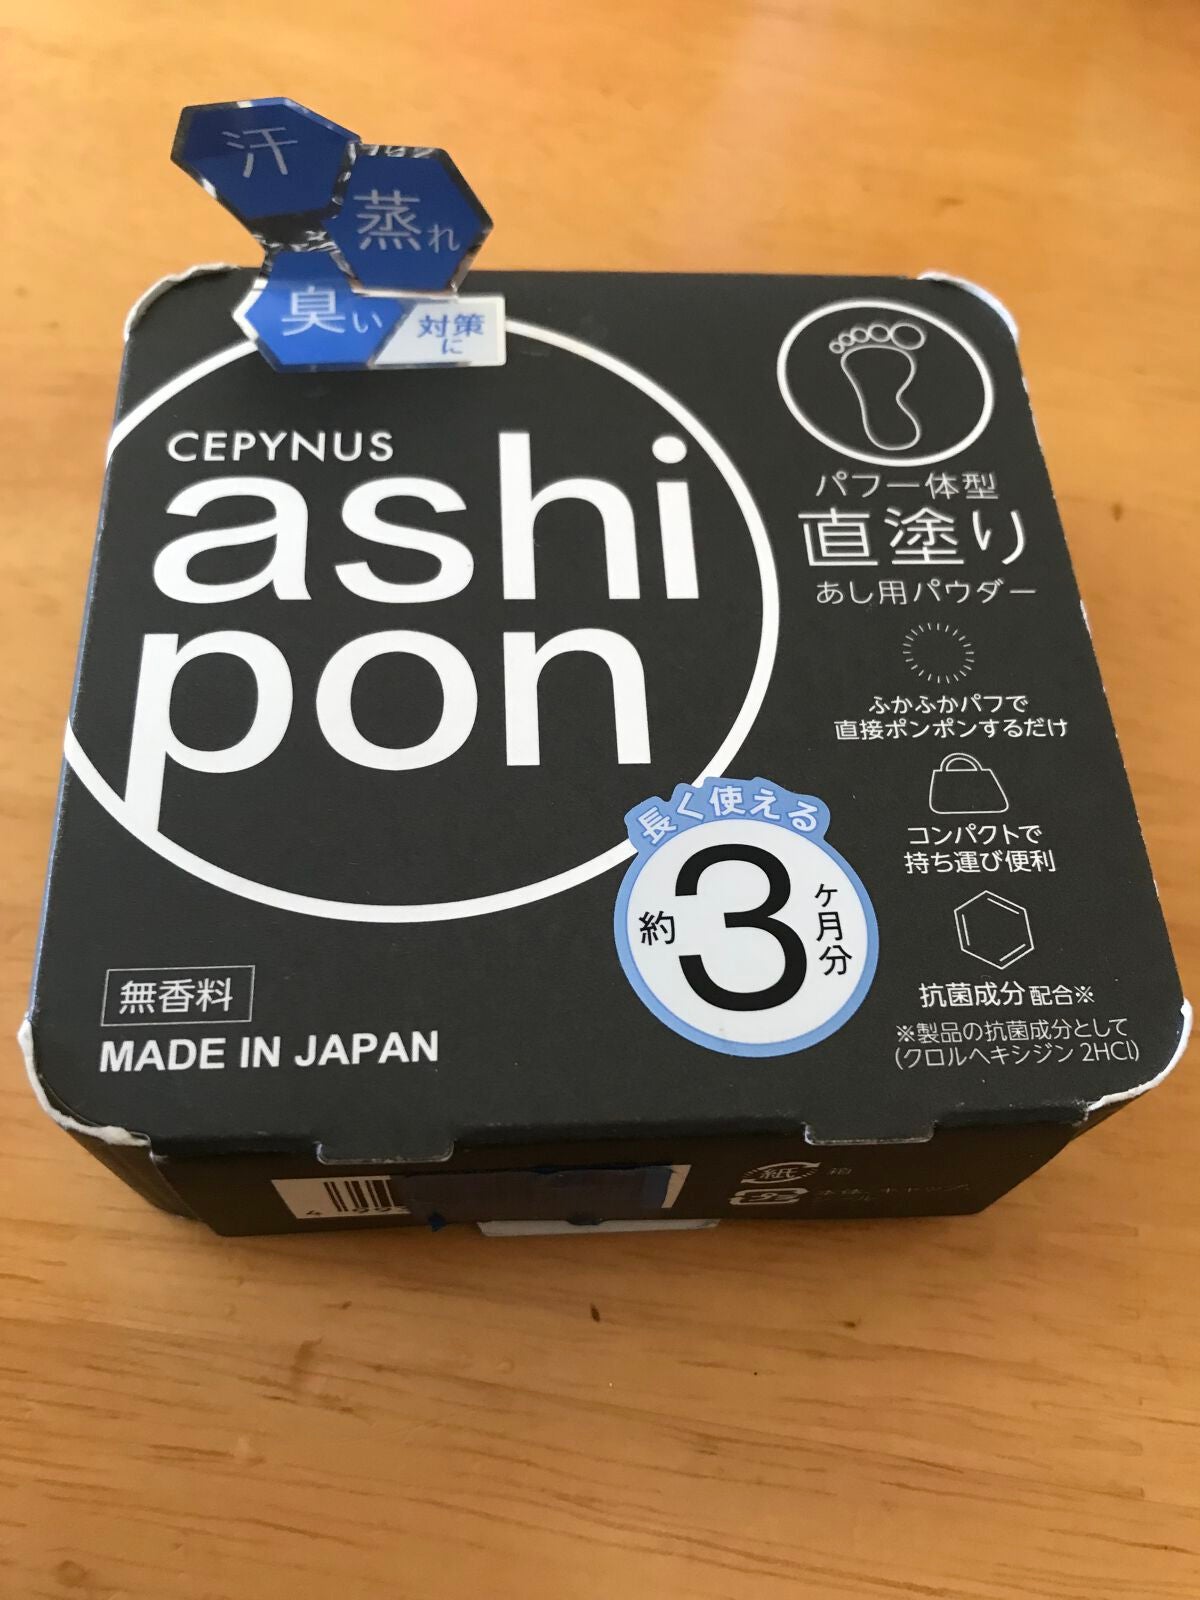 汗
蒸れ
臭い
対策
に
CEPYNUS
ashi
pon
パフ一体型
直塗り
あし用パウダー
ふかふかパフで
直接ポンポンするだけ
コンパクトで
持ち運び便利
抗菌成分 配合※
※製品の抗菌成分として
(クロルヘキシジン 2HCl)
長く使える
約3ヶ月分
無香料
MADE IN JAPAN
紙 箱
プラ